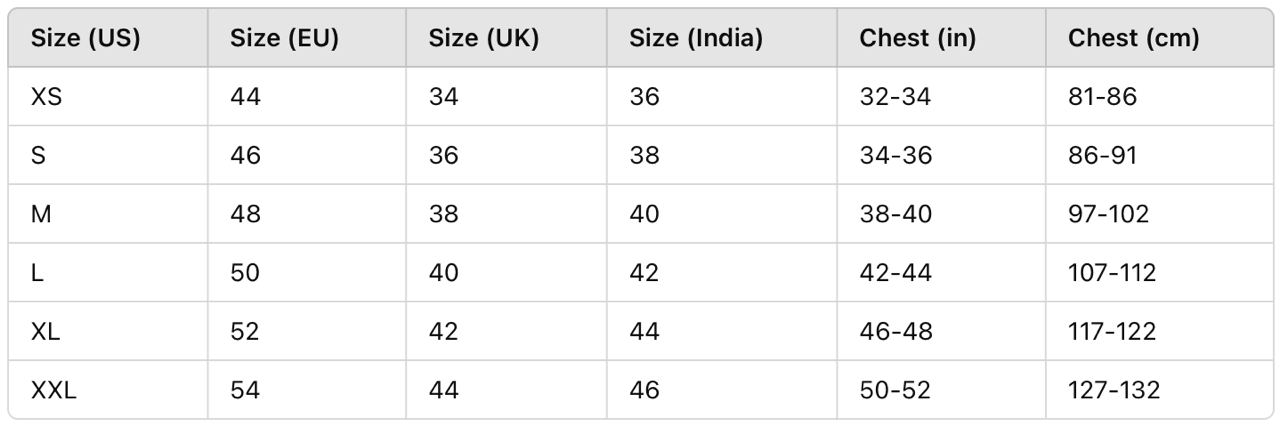 Size (US) Size (EU) Size (UK) Size (India) Chest (in) Chest (cm)
XS 44 34 36 32-34 81-86
S 46 36 38 34-36 86-91
M 48 38 40 38-40 97-102
L 50 40 42 42-44 107-112
XL 52 42 44 46-48 117-122
XXL 54 44 46 50-52 127-132